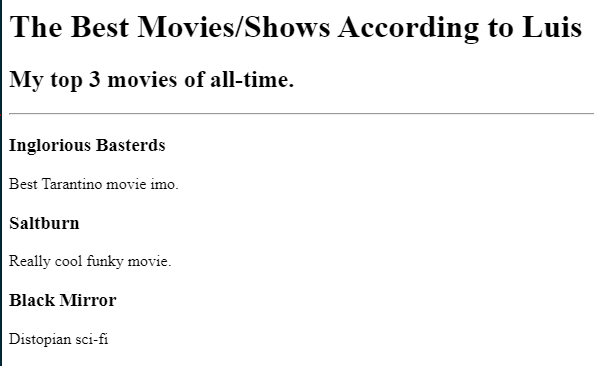 The Best Movies/Shows According to Luis
My top 3 movies of all-time.
Inglorious Basterds
Best Tarantino movie imo.
Saltburn
Really cool funky movie.
Black Mirror
Distopian sci-fi